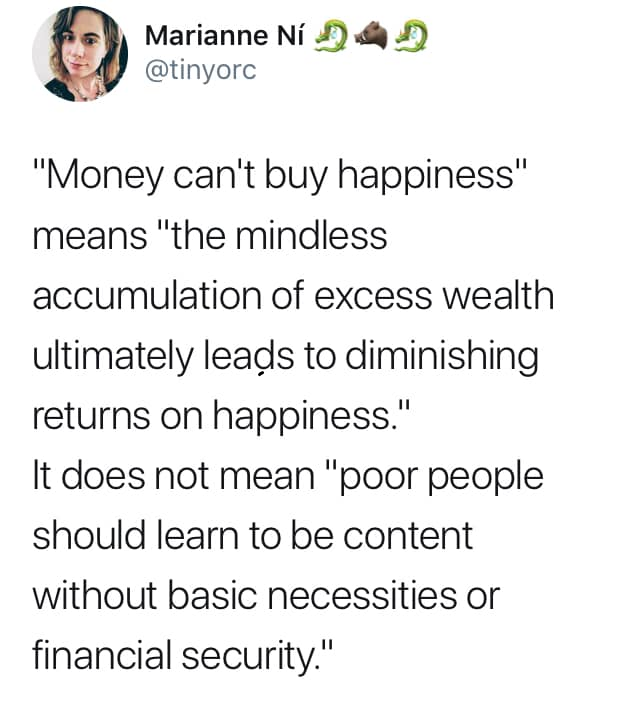 Marianne Ní 🐉🐗🐉
@tinyorc
"Money can't buy happiness"
means "the mindless
accumulation of excess wealth
ultimately leads to diminishing
returns on happiness."
It does not mean "poor people
should learn to be content
without basic necessities or
financial security."